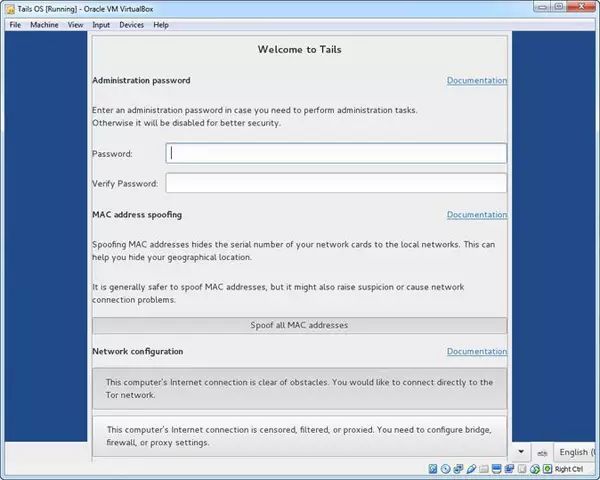 Tails OS [Running] - Oracle VM VirtualBox
File Machine View Input Devices Help
Welcome to Tails
Administration password Documentation
Enter an administration password in case you need to perform administration tasks.
Otherwise it will be disabled for better security.
Password:
Verify Password:
MAC address spoofing Documentation
Spoofing MAC addresses hides the serial number of your network cards to the local networks. This can
help you hide your geographical location.
It is generally safer to spoof MAC addresses, but it might also raise suspicion or cause network
connection problems.
Spoof all MAC addresses
Network configuration Documentation
This computer's Internet connection is clear of obstacles. You would like to connect directly to the
Tor network.
This computer's Internet connection is censored, filtered, or proxied. You need to configure bridge,
firewall, or proxy settings.
English (
Right Ctrl